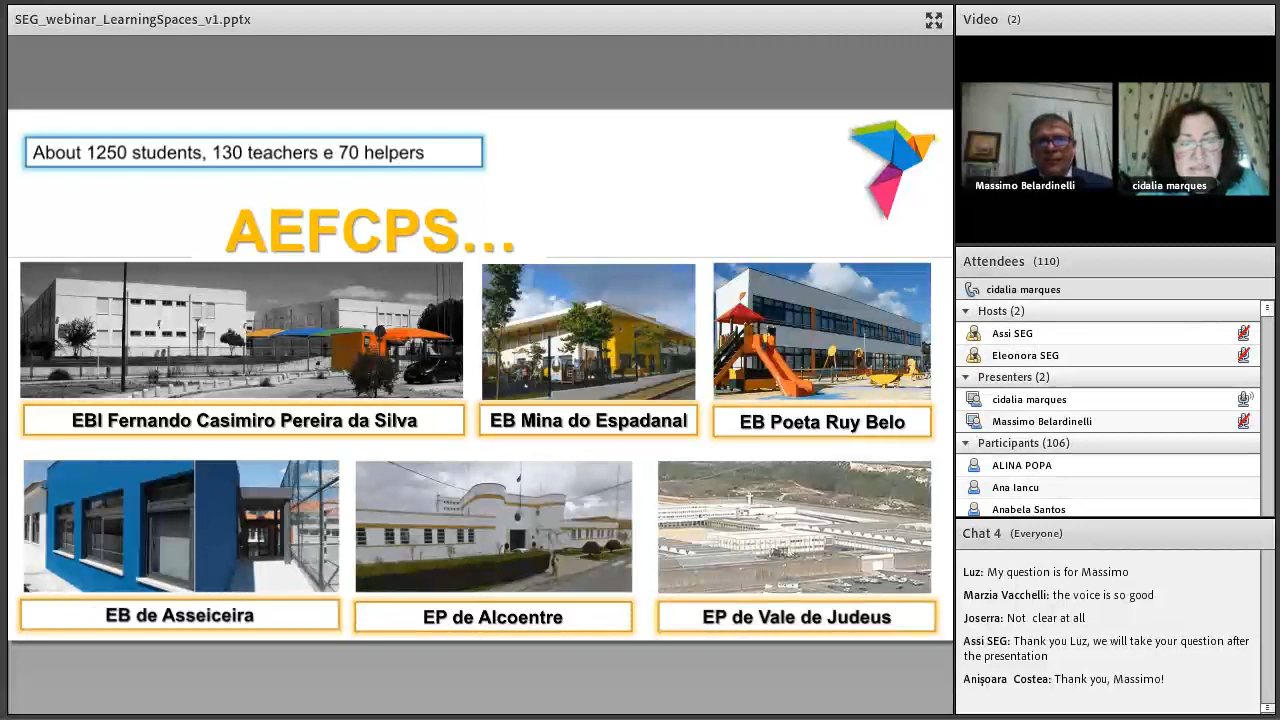 SEG_webinar_LearningSpaces_v1.pptx
About 1250 students, 130 teachers e 70 helpers
AEFCPS...
EBI Fernando Casimiro Pereira da Silva
EB Mina do Espadanal
EB Poeta Ruy Belo
EB de Asseiceira
EP de Alcoentre
EP de Vale de Judeus
Video (2)
Massimo Belardinelli
cidalia marques
Attendees (110)
cidalia marques
Hosts (2)
Assi SEG
Eleonora SEG
Presenters (2)
cidalia marques
Massimo Belardinelli
Participants (106)
ALINA POPA
Ana Iancu
Anabela Santos
Chat 4 (Everyone)
Luz: My question is for Massimo
Marzia Vacchelli: the voice is so good
Joserra: Not clear at all
Assi SEG: Thank you Luz, we will take your question after
the presentation
Anișoara Costea: Thank you, Massimo!